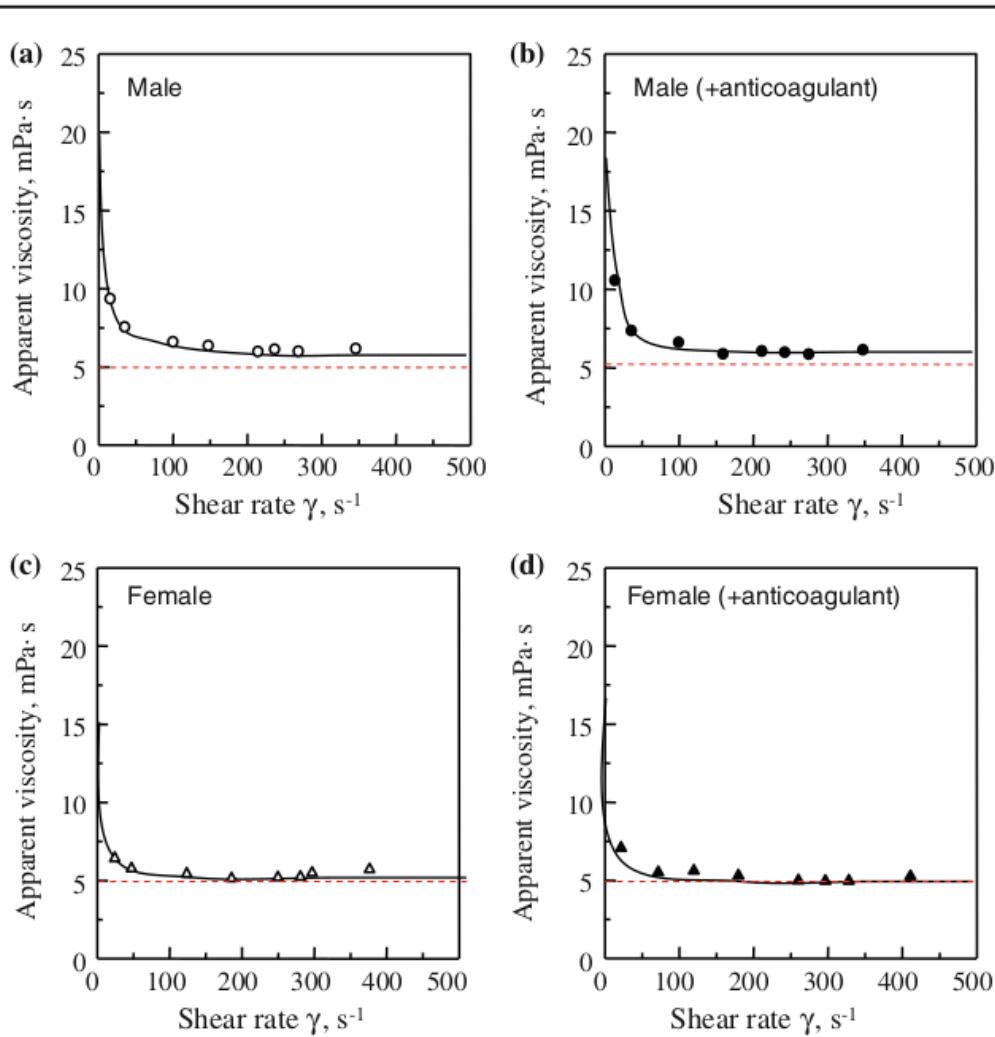 (a)
25
20
15
10
5
0
Apparent viscosity, mPa· s
Male
0 100 200 300 400 500
Shear rate γ, s-1
(b)
25
20
15
10
5
0
Apparent viscosity, mPa· s
Male (+anticoagulant)
0 100 200 300 400 500
Shear rate γ, s-1
(c)
25
20
15
10
5
0
Apparent viscosity, mPa· s
Female
0 100 200 300 400 500
Shear rate γ, s-1
(d)
25
20
15
10
5
0
Apparent viscosity, mPa· s
Female (+anticoagulant)
0 100 200 300 400 500
Shear rate γ, s-1